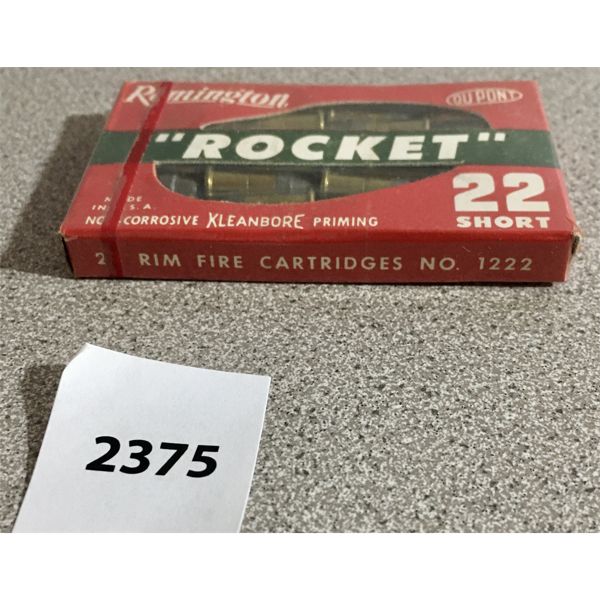 Remington
DU PONT
"ROCKET"
MADE
IN U.S.A.
22
SHORT
NON-CORROSIVE KLEANBORE PRIMING
RIM FIRE CARTRIDGES NO. 1222
2375